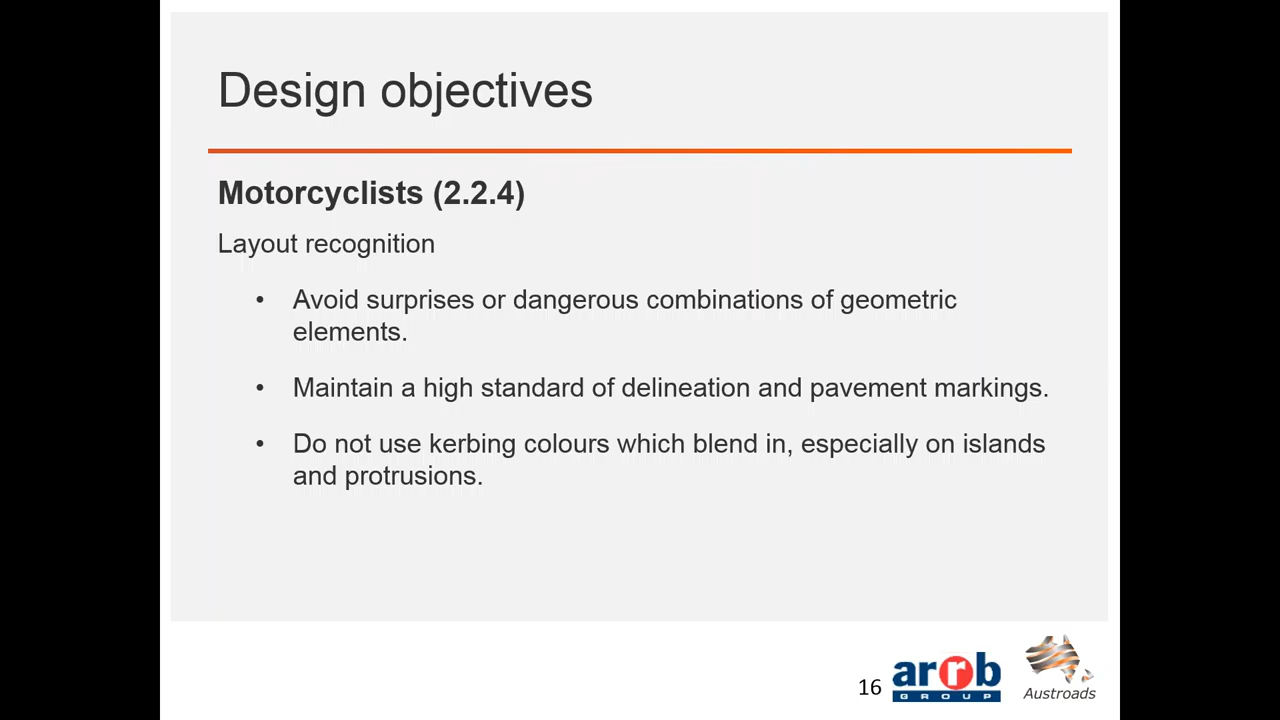 Design objectives
Motorcyclists (2.2.4)
Layout recognition
• Avoid surprises or dangerous combinations of geometric
elements.
• Maintain a high standard of delineation and pavement markings.
• Do not use kerbing colours which blend in, especially on islands
and protrusions.
16
arrb
GROUP
Austroads